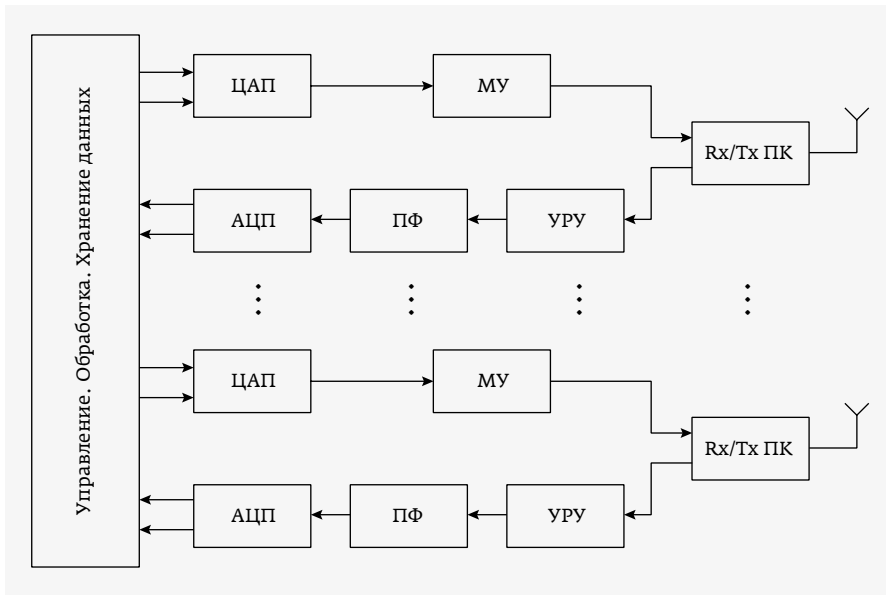 Управление. Обработка. Хранение данных
ЦАП
МУ
Rx/Tx ПК
АЦП
ПФ
УРУ
ЦАП
МУ
Rx/Tx ПК
АЦП
ПФ
УРУ